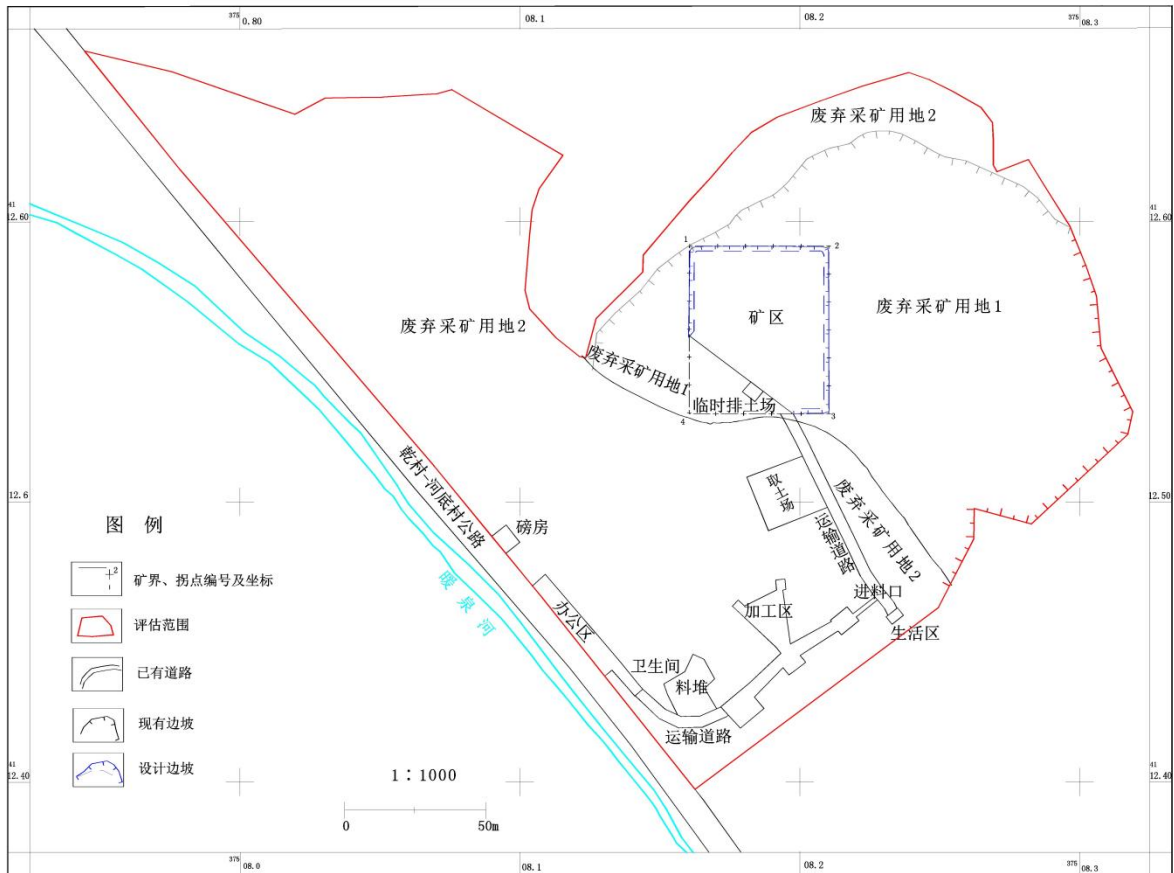 375 0.80
08.1
08.2
375 08.3
废弃采矿用地2
41 12.60
41 12.60
1
2
矿区
废弃采矿用地1
废弃采矿用地2
废弃采矿用地1
临时排土场
3
4
乾村-河底村公路
取土场
废弃采矿用地2
12.6
12.50
图 例
磅房
运输道路
暖泉河
2
矿界、拐点编号及坐标
进料口
办公区
加工区
评估范围
生活区
卫生间
已有道路
料堆
现有边坡
运输道路
设计边坡
1：1000
41 12.40
41 12.40
0
50m
375 08.0
08.1
08.2
375 08.3